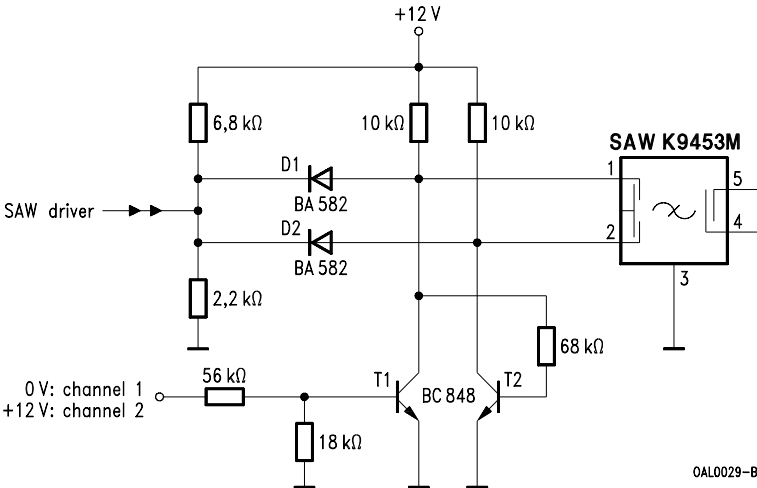 +12 V
6,8 kΩ
10 kΩ
10 kΩ
SAW K9453M
D1
1
5
BA 582
SAW driver
D2
2
4
BA 582
3
2,2 kΩ
68 kΩ
56 kΩ
T1
BC 848
T2
0 V: channel 1
+12 V: channel 2
18 kΩ
OAL0029-B